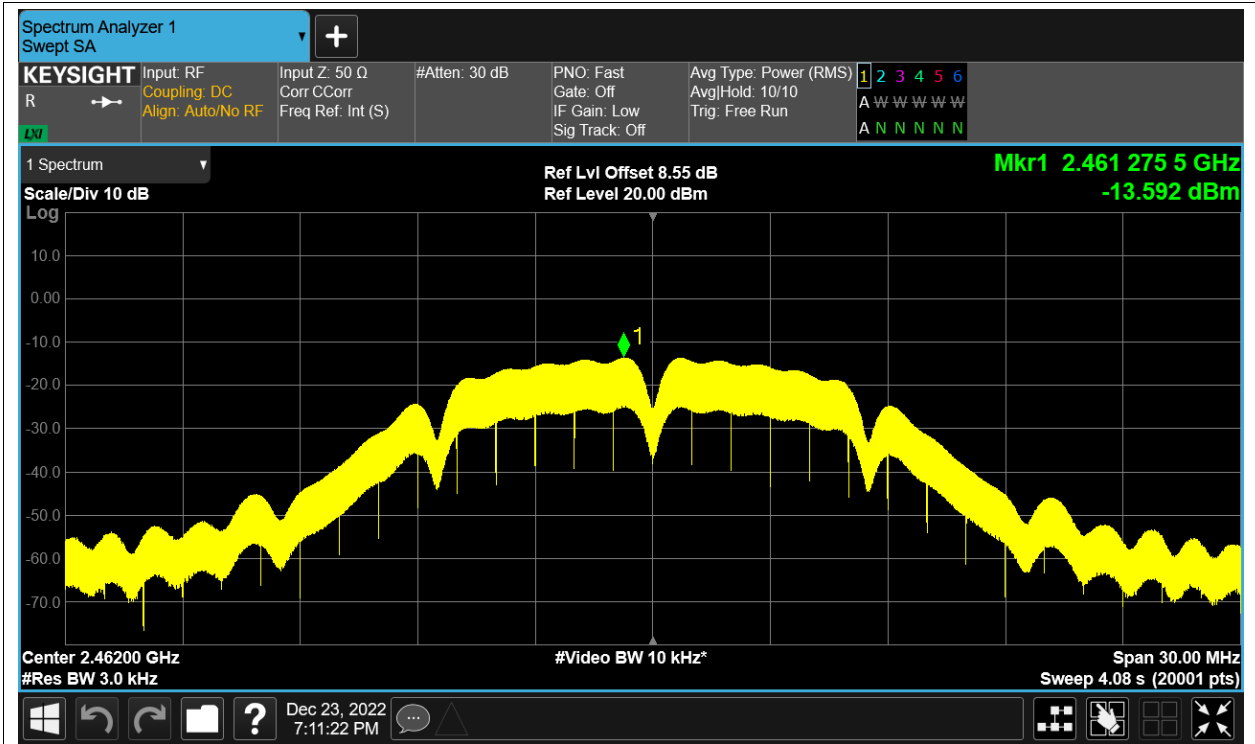 Spectrum Analyzer 1
Swept SA
KEYSIGHT
R
LXI
Input: RF
Coupling: DC
Align: Auto/No RF
Input Z: 50 Ω
Corr CCorr
Freq Ref: Int (S)
#Atten: 30 dB
PNO: Fast
Gate: Off
IF Gain: Low
Sig Track: Off
Avg Type: Power (RMS)
Avg|Hold: 10/10
Trig: Free Run
1 2 3 4 5 6
A W W W W W
A N N N N N
1 Spectrum
Scale/Div 10 dB
Ref Lvl Offset 8.55 dB
Ref Level 20.00 dBm
Mkr1 2.461 275 5 GHz
-13.592 dBm
Log
10.0
0.00
-10.0
-20.0
-30.0
-40.0
-50.0
-60.0
-70.0
1
Center 2.46200 GHz
#Res BW 3.0 kHz
#Video BW 10 kHz*
Span 30.00 MHz
Sweep 4.08 s (20001 pts)
?
Dec 23, 2022
7:11:22 PM